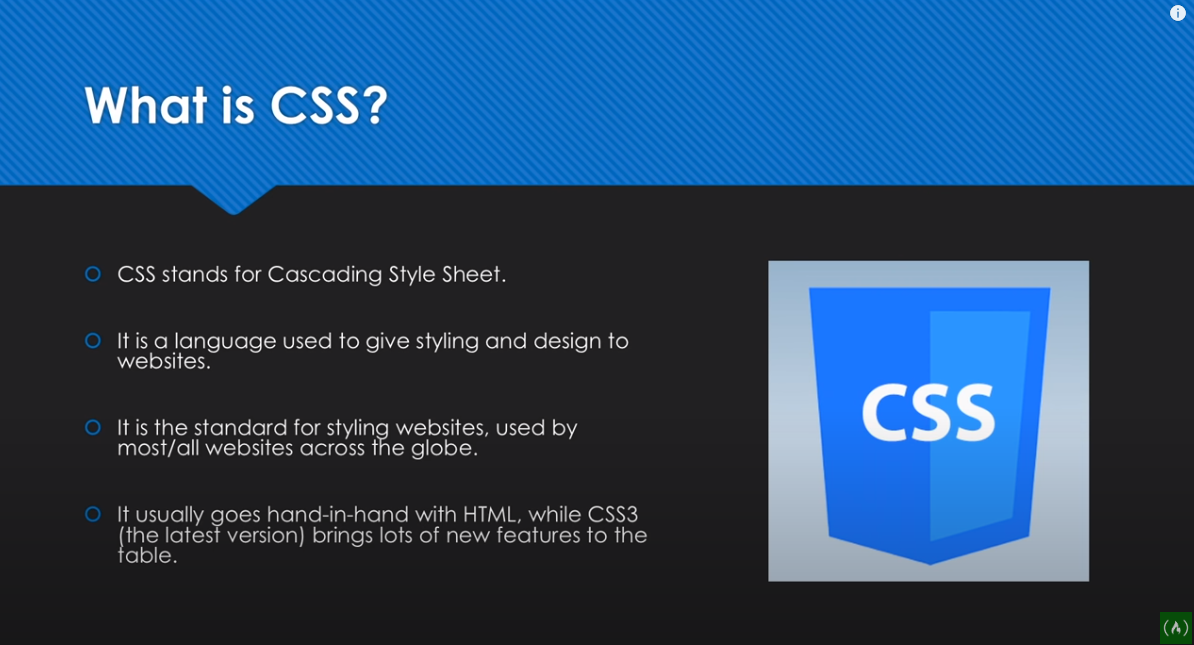 What is CSS?
CSS stands for Cascading Style Sheet.
It is a language used to give styling and design to
websites.
It is the standard for styling websites, used by
most/all websites across the globe.
It usually goes hand-in-hand with HTML, while CSS3
(the latest version) brings lots of new features to the
table.
CSS